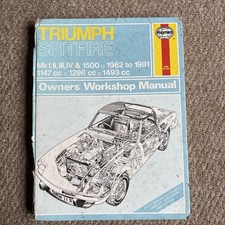 TRIUMPH
SPITFIRE
Mk I, II, III, IV & 1500 :: 1962 to 1981
1147 cc :: 1296 cc :: 1493 cc
Haynes
Owners Workshop Manual